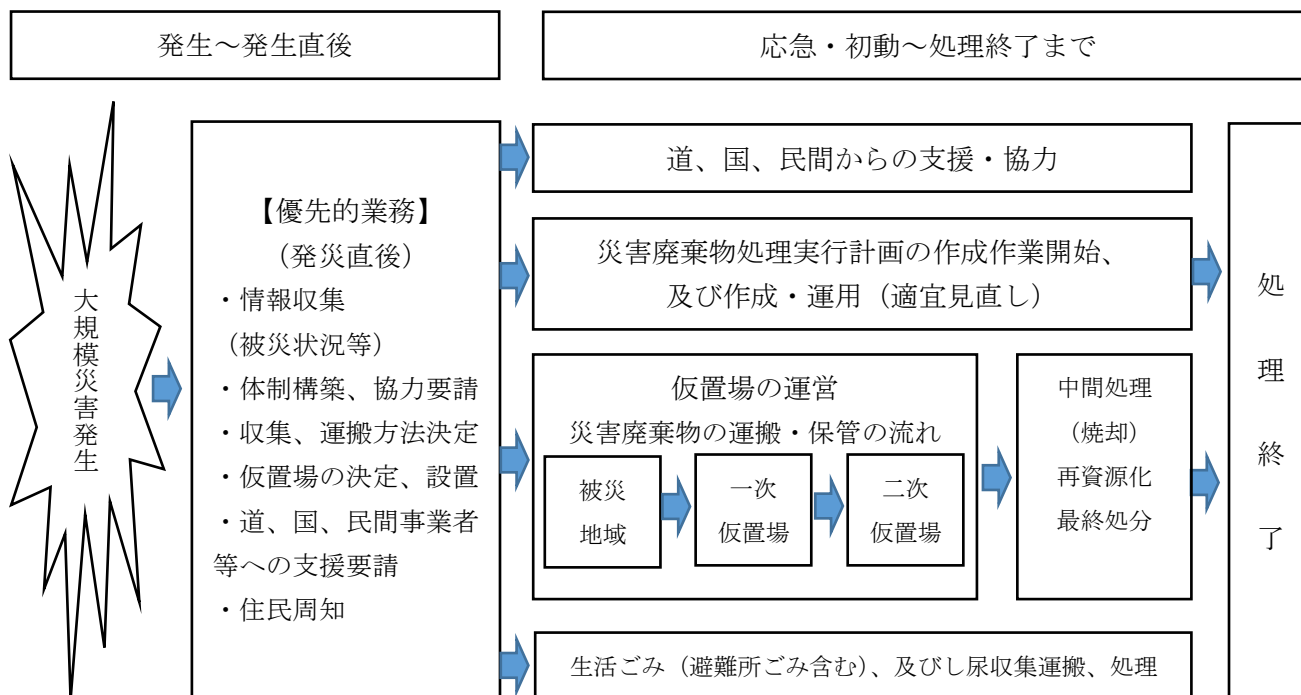 発生～発生直後
応急・初動～処理終了まで
大規模災害発生
【優先的業務】
（発災直後）
・情報収集
（被災状況等）
・体制構築、協力要請
・収集、運搬方法決定
・仮置場の決定、設置
・道、国、民間事業者
等への支援要請
・住民周知
道、国、民間からの支援・協力
災害廃棄物処理実行計画の作成作業開始、
及び作成・運用（適宜見直し）
仮置場の運営
災害廃棄物の運搬・保管の流れ
被災
地域
一次
仮置場
二次
仮置場
中間処理
（焼却）
再資源化
最終処分
生活ごみ（避難所ごみ含む）、及びし尿収集運搬、処理
処理終了